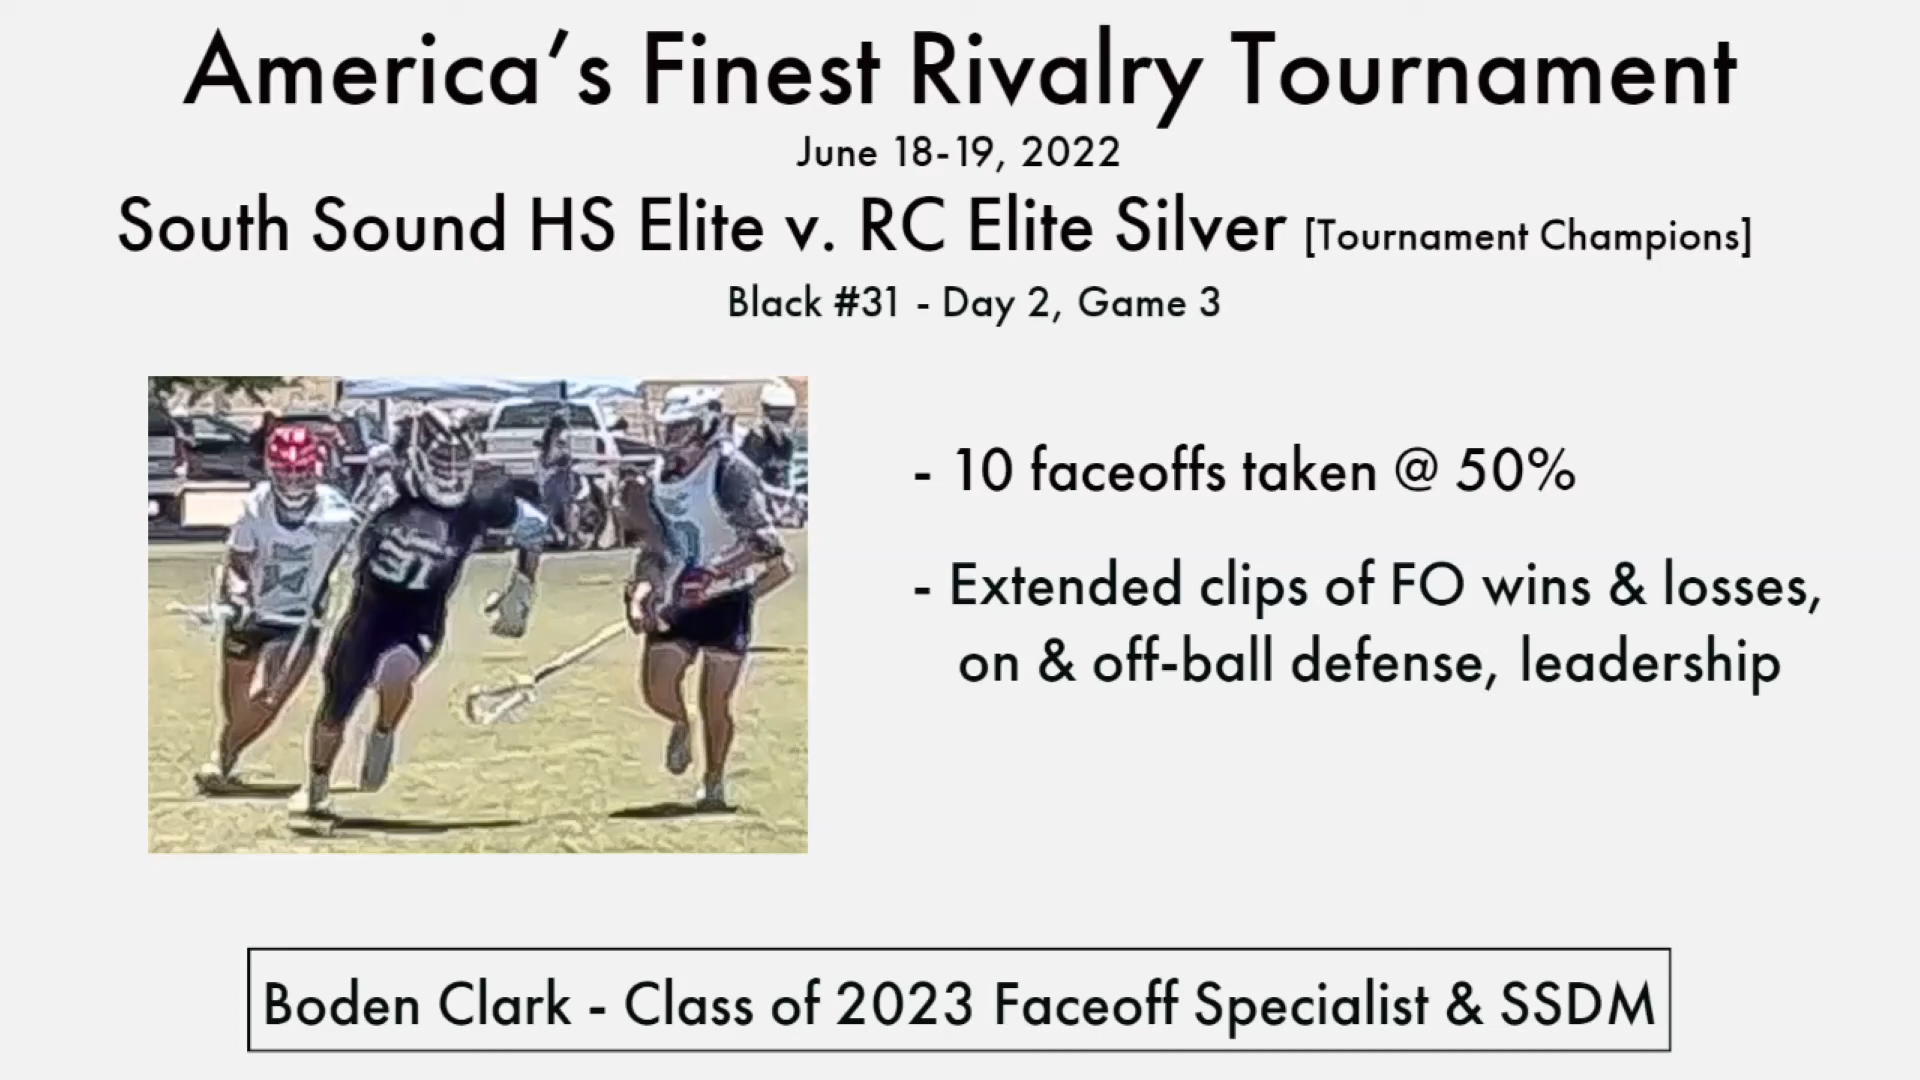 America's Finest Rivalry Tournament
June 18-19, 2022
South Sound HS Elite v. RC Elite Silver [Tournament Champions]
Black #31 - Day 2, Game 3
31
- 10 faceoffs taken @ 50%
- Extended clips of FO wins & losses,
on & off-ball defense, leadership
Boden Clark - Class of 2023 Faceoff Specialist & SSDM